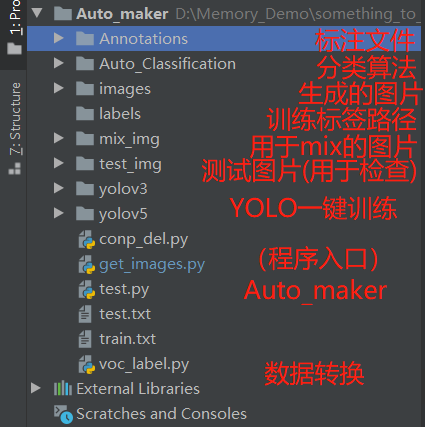 1: Pro
Auto_maker D:\Memory_Demo\something_to_
Annotations 标注文件
Auto_Classification 分类算法
images 生成的图片
labels 训练标签路径
mix_img 用于mix的图片
test_img 测试图片(用于检查)
yolov3
yolov5 YOLO一键训练
conp_del.py
get_images.py (程序入口)
test.py Auto_maker
test.txt
train.txt
voc_label.py 数据转换
External Libraries
Scratches and Consoles
7: Structure